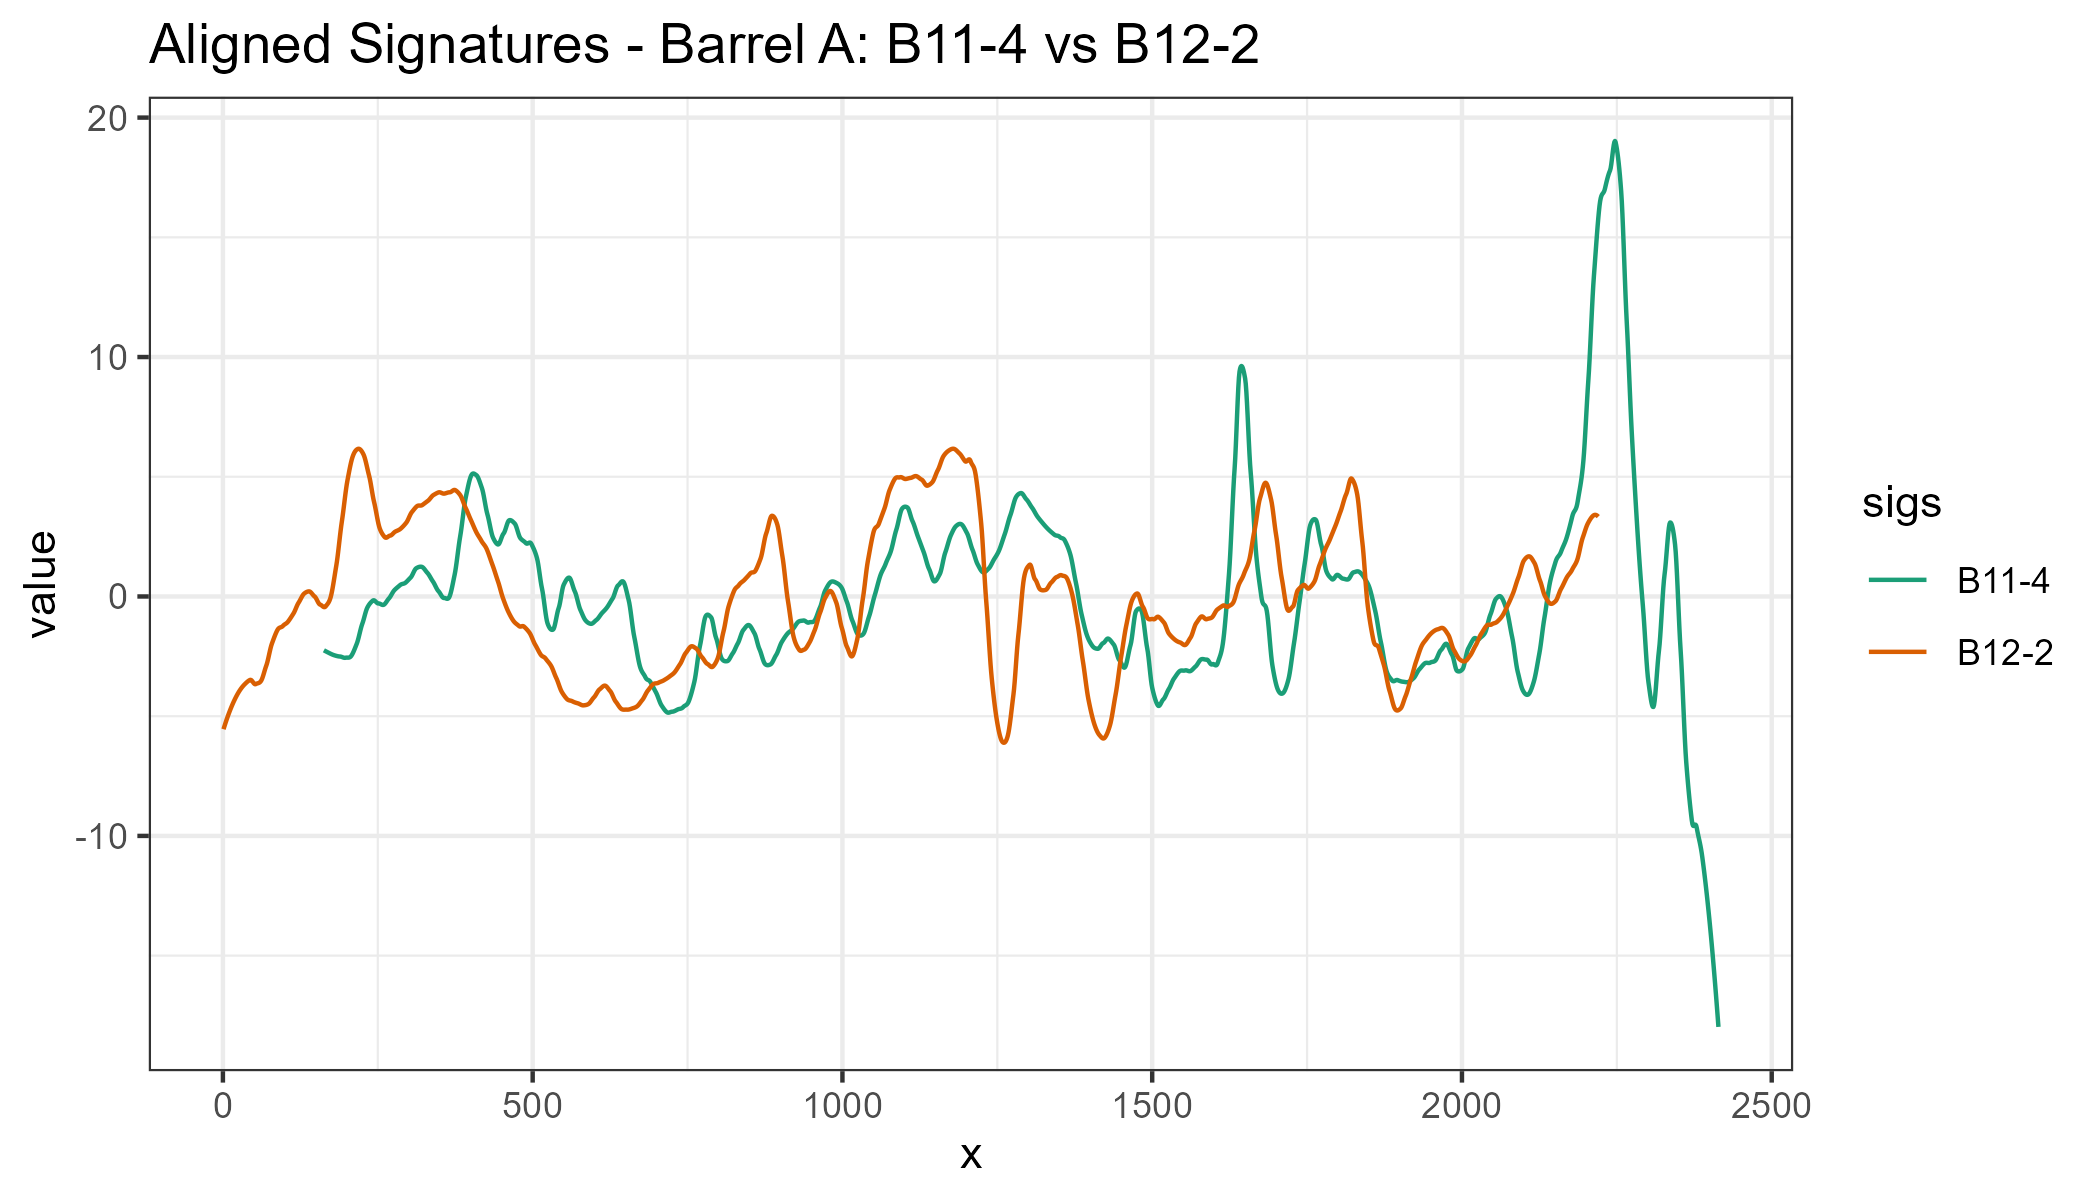 Aligned Signatures - Barrel A: B11-4 vs B12-2
20
10
0
-10
value
0 500 1000 1500 2000 2500
x
sigs
B11-4
B12-2